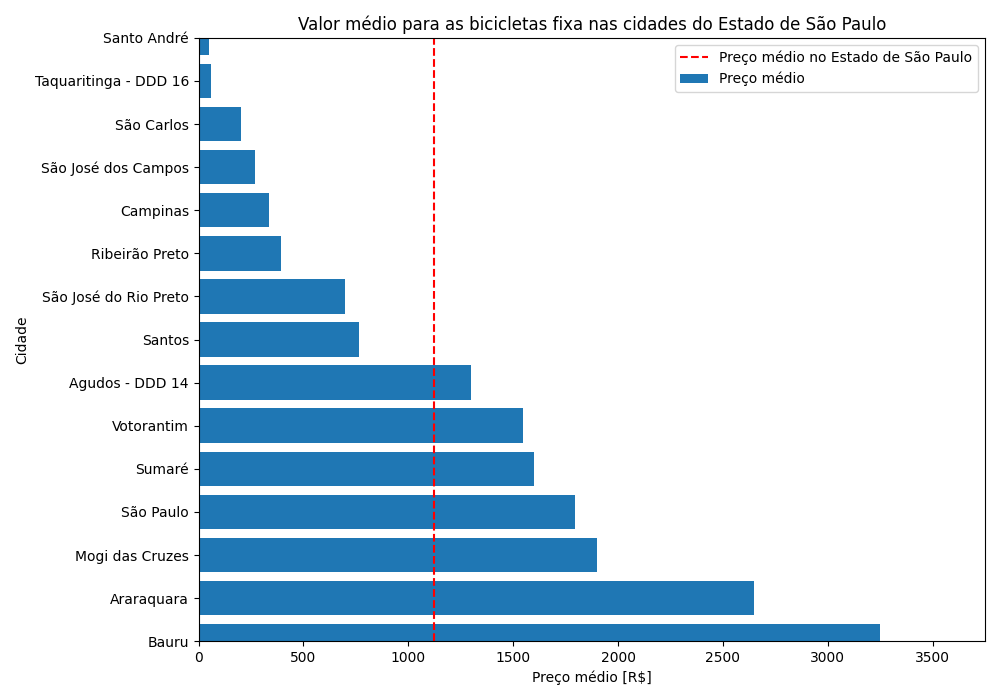 Valor médio para as bicicletas fixa nas cidades do Estado de São Paulo
Preço médio no Estado de São Paulo
Preço médio
Cidade
Santo André
Taquaritinga - DDD 16
São Carlos
São José dos Campos
Campinas
Ribeirão Preto
São José do Rio Preto
Santos
Agudos - DDD 14
Votorantim
Sumaré
São Paulo
Mogi das Cruzes
Araraquara
Bauru
0 500 1000 1500 2000 2500 3000 3500
Preço médio [R$]